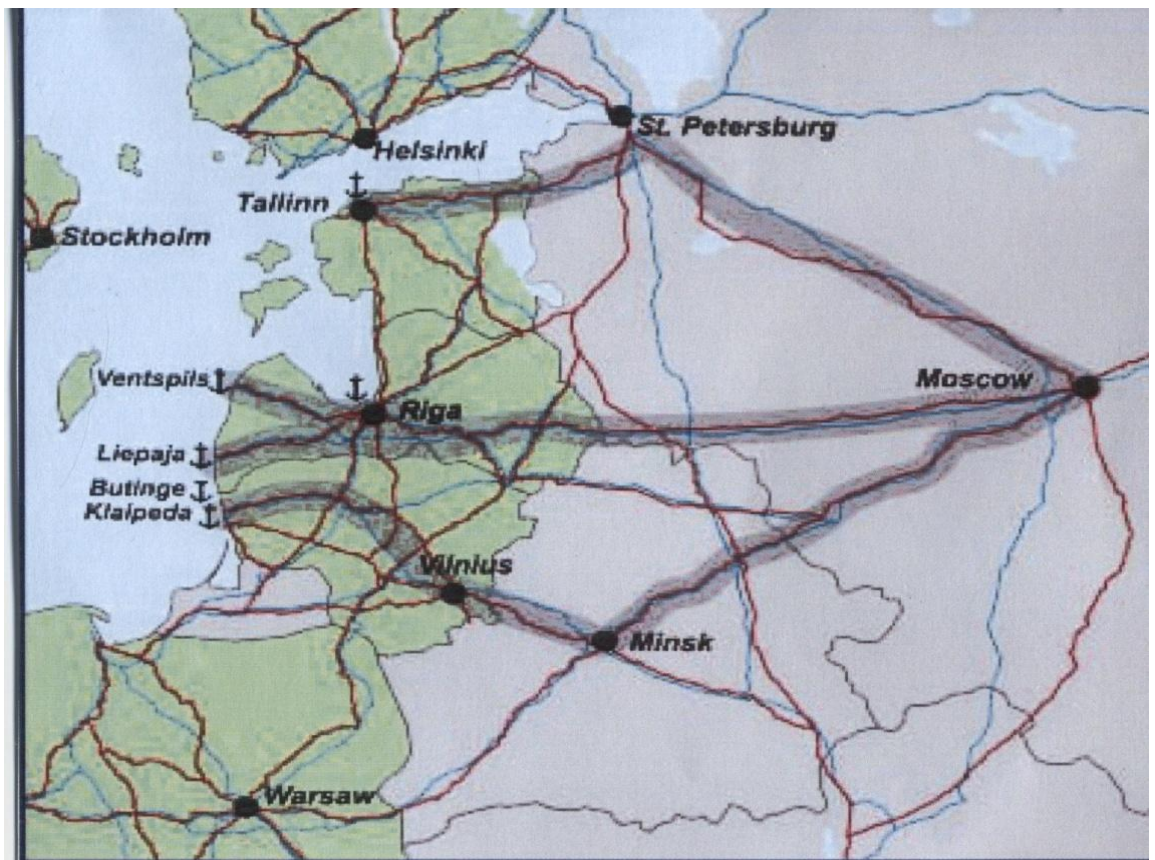 St. Petersburg
Helsinki
Tallinn
Stockholm
Ventspils
Moscow
Riga
Liepaja
Butinge
Klaipeda
Vilnius
Minsk
Warsaw